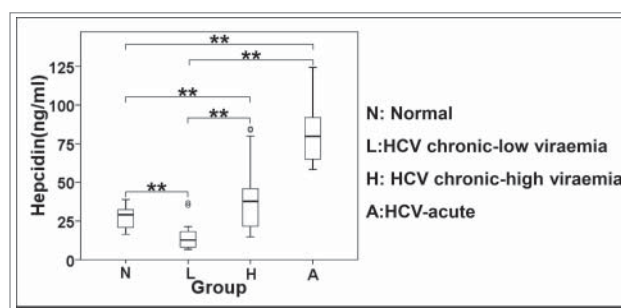 **
**
**
**
**
Hepcidin(ng/ml)
125
100
75
50
25
0
N L H A
Group
N: Normal
L:HCV chronic-low viraemia
H: HCV chronic-high viraemia
A:HCV-acute